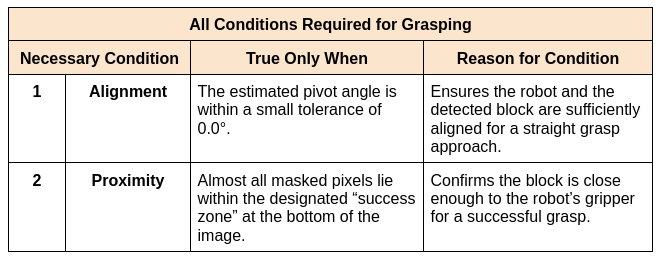 All Conditions Required for Grasping
Necessary Condition
True Only When
Reason for Condition
1
Alignment
The estimated pivot angle is
within a small tolerance of
0.0°.
Ensures the robot and the
detected block are sufficiently
aligned for a straight grasp
approach.
2
Proximity
Almost all masked pixels lie
within the designated “success
zone” at the bottom of the
image.
Confirms the block is close
enough to the robot’s gripper
for a successful grasp.